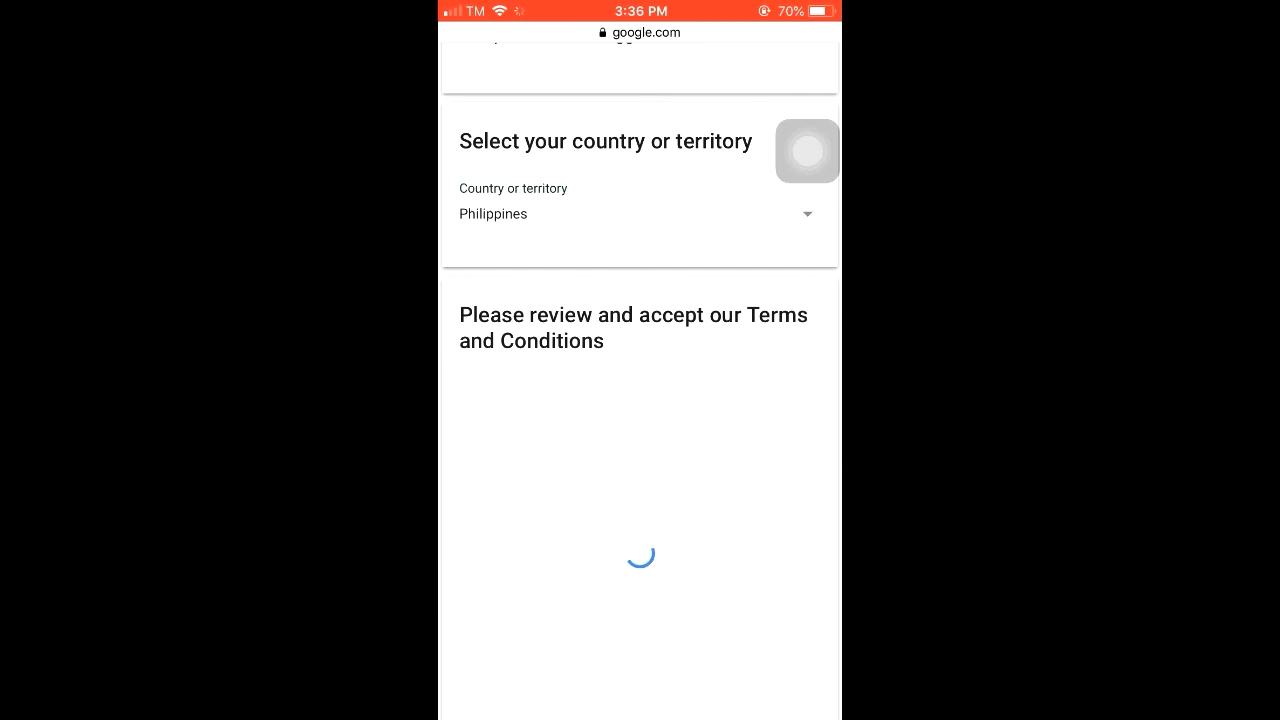 TM 3:36 PM 70%
google.com
Select your country or territory
Country or territory
Philippines
Please review and accept our Terms
and Conditions